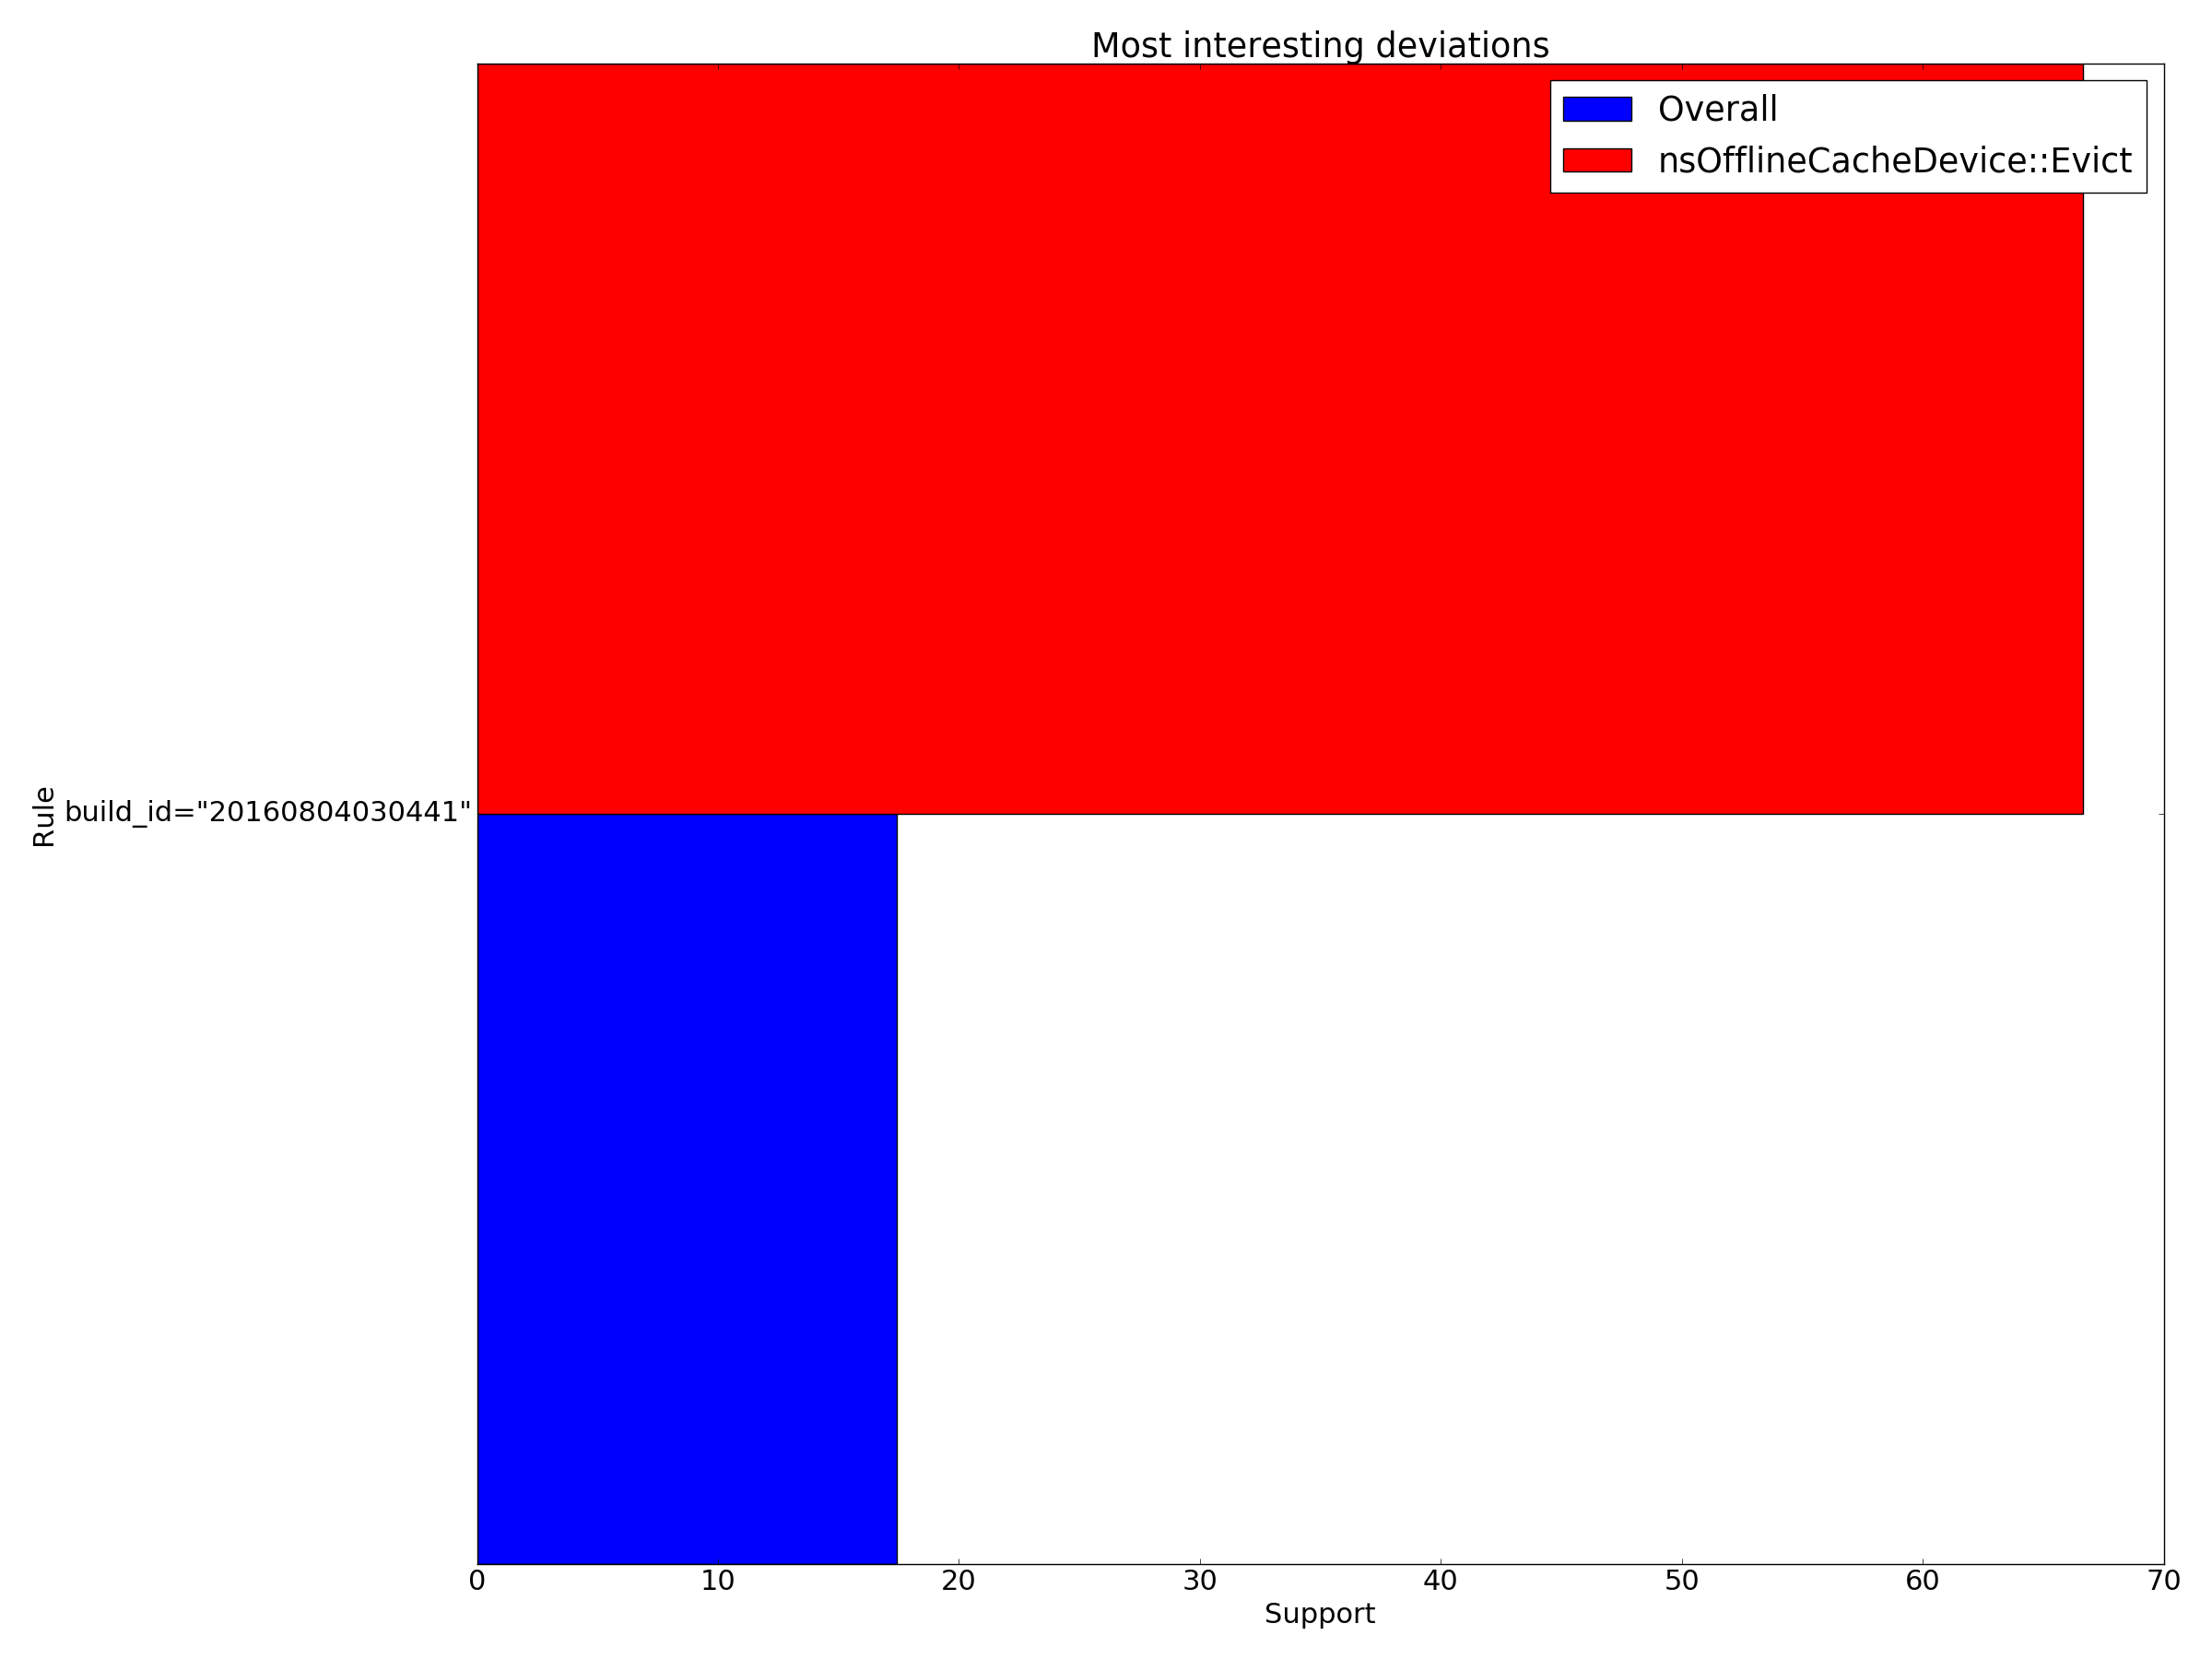 Most interesting deviations
Overall
nsOfflineCacheDevice::Evict
Rule
build_id="20160804030441"
0 10 20 30 40 50 60 70
Support